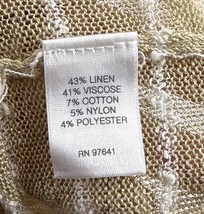 43% LINEN
41% VISCOSE
7% COTTON
5% NYLON
4% POLYESTER
RN 97641